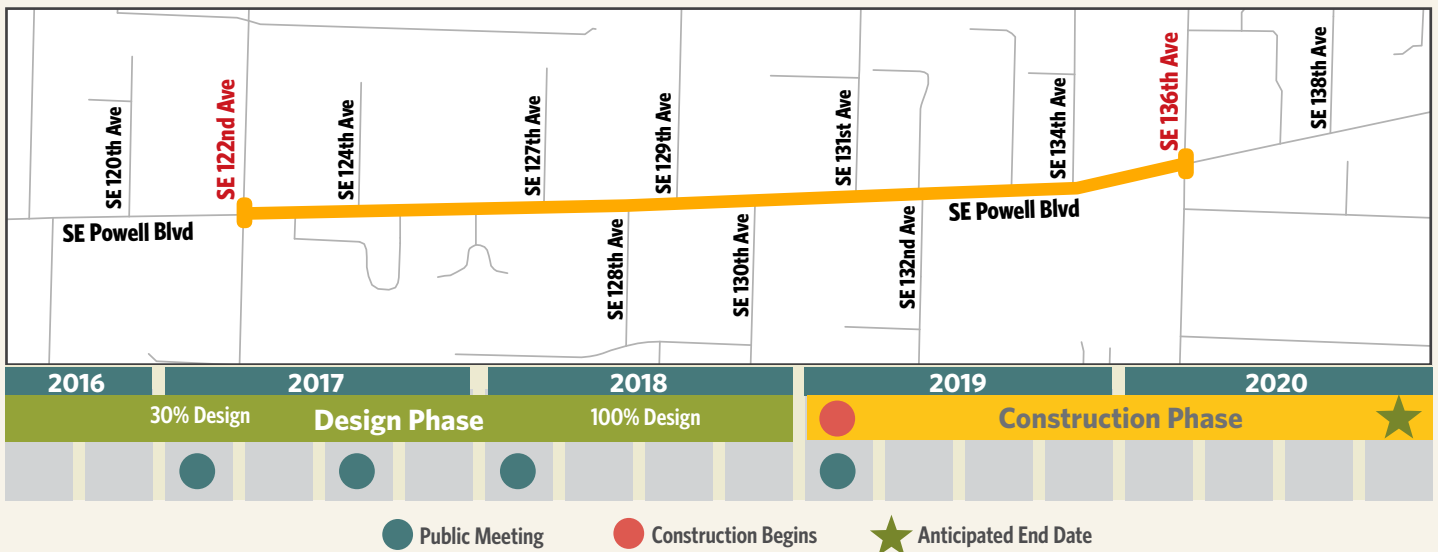 SE 120th Ave
SE 122nd Ave
SE 124th Ave
SE 127th Ave
SE 129th Ave
SE 131st Ave
SE 134th Ave
SE 136th Ave
SE 138th Ave
SE Powell Blvd
SE Powell Blvd
SE 128th Ave
SE 130th Ave
SE 132nd Ave
2016
2017
2018
2019
2020
30% Design
Design Phase
100% Design
Construction Phase
Public Meeting
Construction Begins
Anticipated End Date